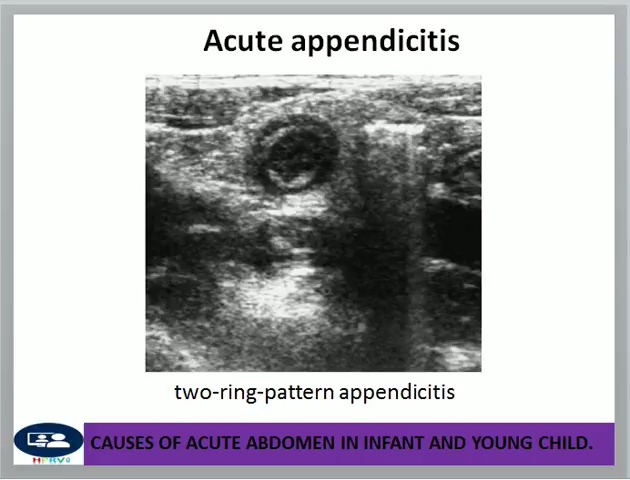 Acute appendicitis
two-ring-pattern appendicitis
CAUSES OF ACUTE ABDOMEN IN INFANT AND YOUNG CHILD.